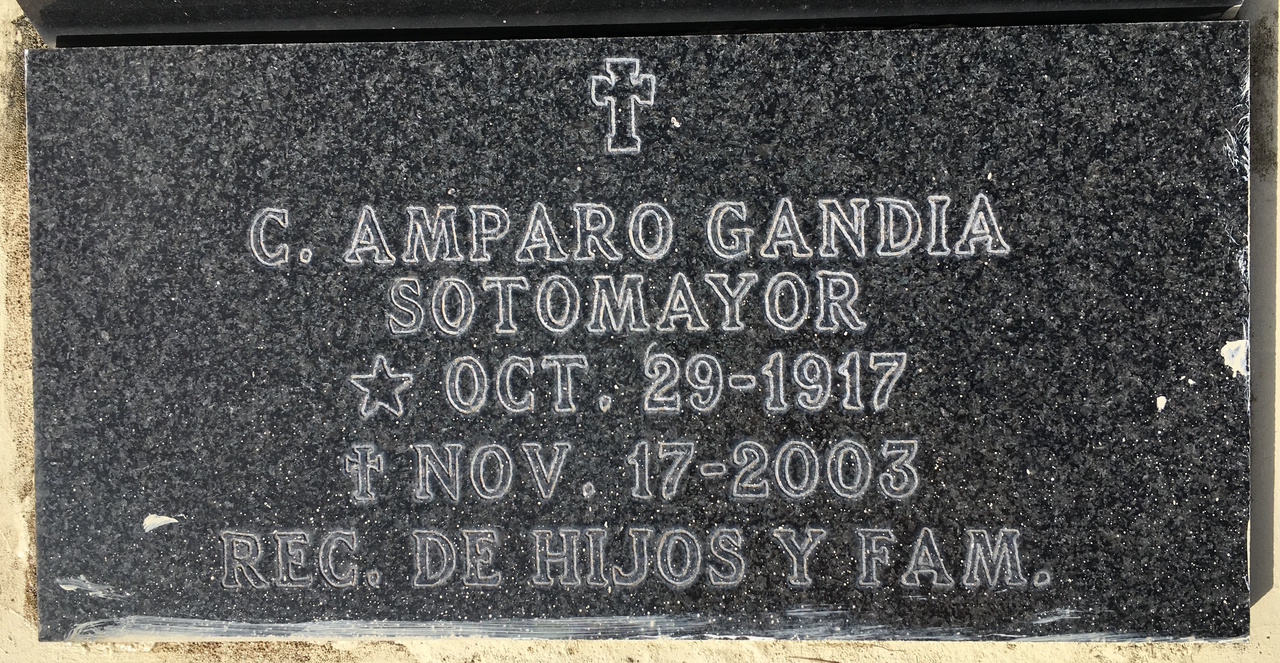 C. AMPARO GANDIA
SOTOMAYOR
☆ OCT. 29-1917
✝ NOV. 17-2003
REC. DE HIJOS Y FAM.